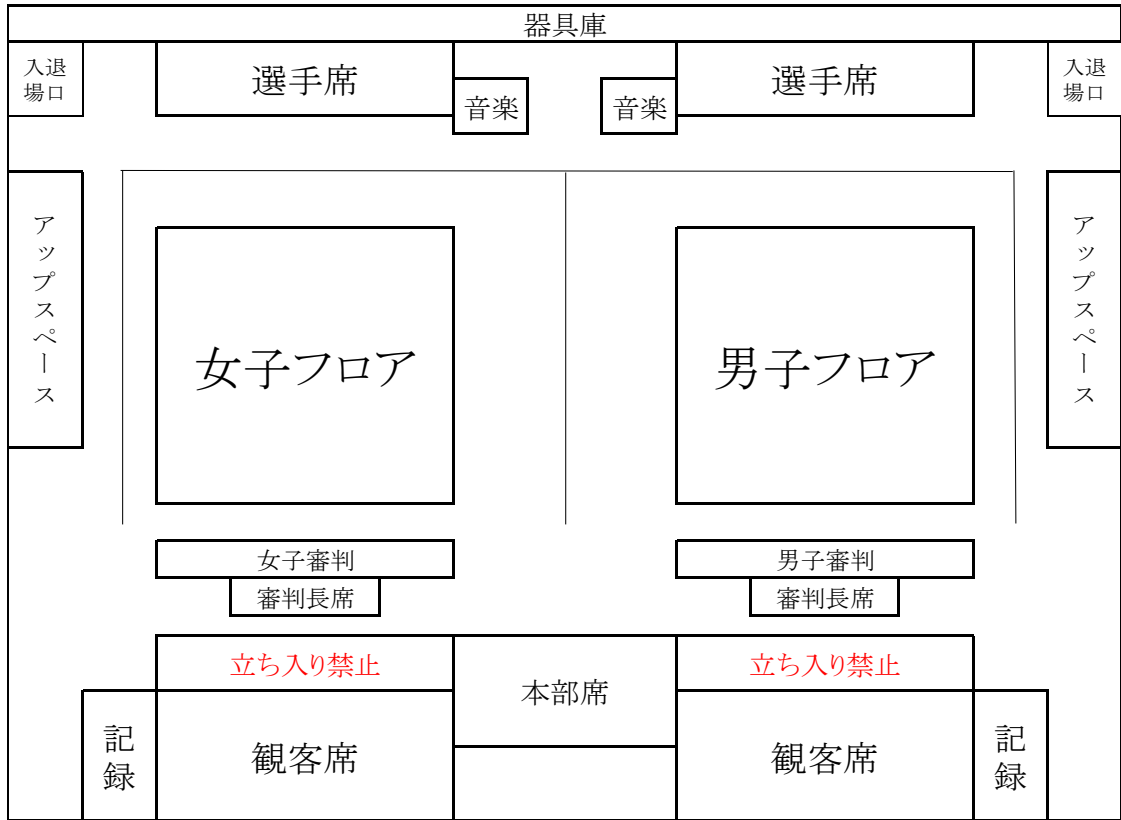 器具庫
入退
場口
選手席
音楽
音楽
選手席
入退
場口
アップスペース
女子フロア
男子フロア
アップスペース
女子審判
審判長席
男子審判
審判長席
立ち入り禁止
本部席
立ち入り禁止
記録
観客席
観客席
記録